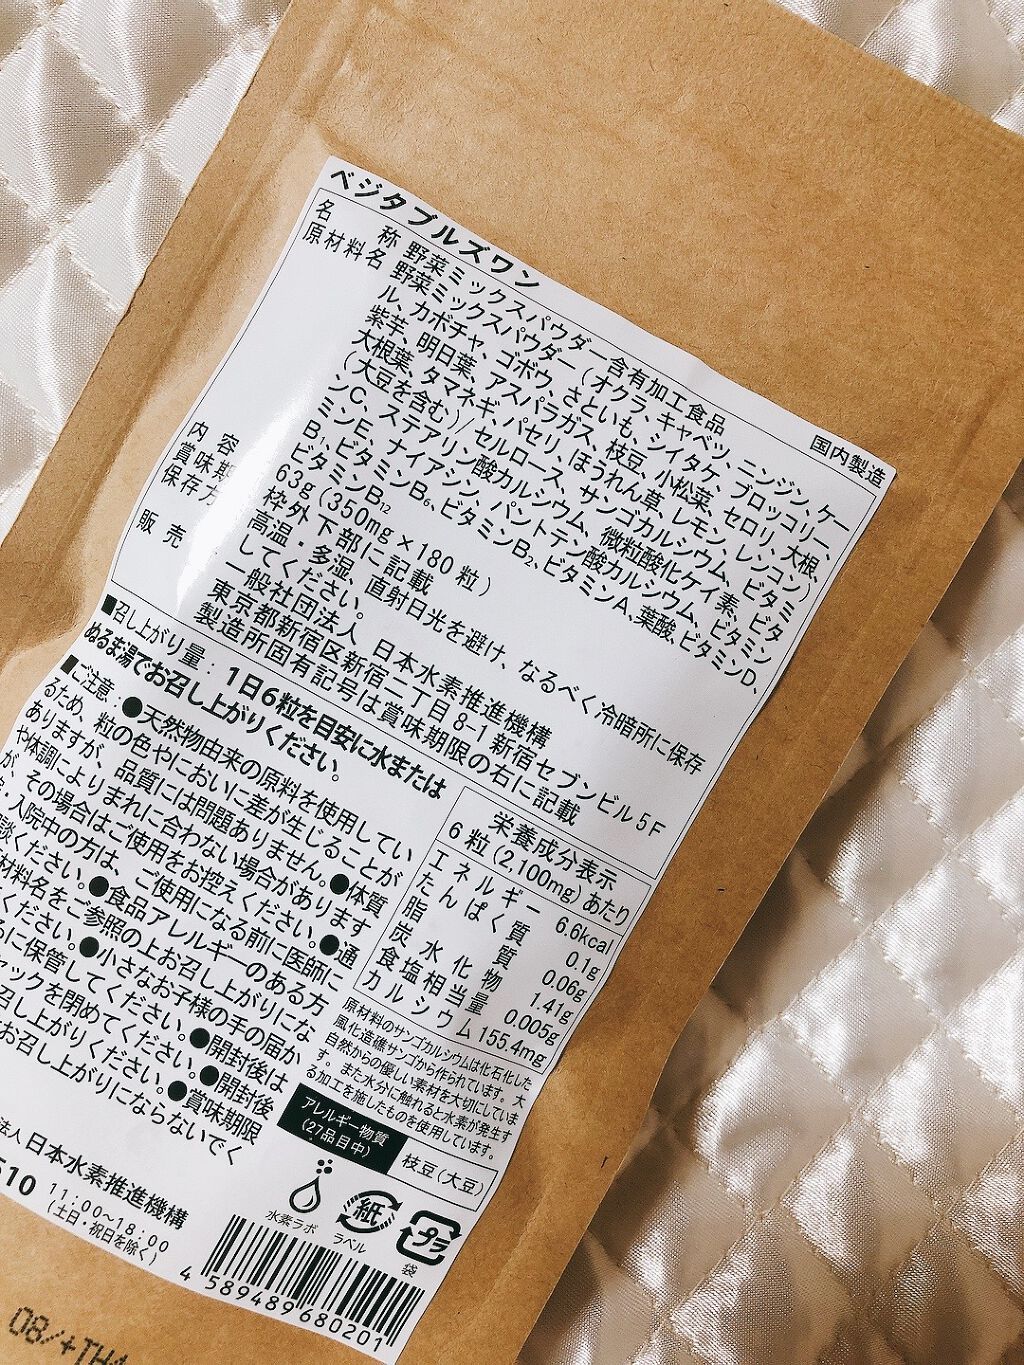 ベジタブルズワン
国内製造
名称 野菜ミックスパウダー含有加工食品
原材料名 野菜ミックスパウダー（オクラ、キャベツ、ニンジン、ケー
ル、カボチャ、ゴボウ、さといも、シイタケ、ブロッコリー、
紫芋、明日葉、アスパラガス、枝豆、小松菜、セロリ、大根、
大根葉、タマネギ、パセリ、ほうれん草、レモン、レンコン）
（大豆を含む）/セルロース、サンゴカルシウム、ビタミ
ンC、ステアリン酸カルシウム、微粒酸化ケイ素、ビタ
ミンE、ナイアシン、パントテン酸カルシウム、ビタミン
B1、ビタミンB6、ビタミンB2、ビタミンA、葉酸、ビタミンD、
ビタミンB12
内容 63g（350mg×180粒）
賞味期 枠外下部に記載
保存方 高温・多湿、直射日光を避け、なるべく冷暗所に保存
してください。
販売 一般社団法人 日本水素推進機構
東京都新宿区新宿二丁目8-1新宿セブンビル5F
製造所固有記号は賞味期限の右に記載
■召し上がり量：1日6粒を目安に水または
ぬるま湯でお召し上がりください。
■ご注意：●天然物由来の原料を使用してい
るため、粒の色やにおいに差が生じることが
ありますが、品質には問題ありません。●体質
や体調によりまれに合わない場合があります
が、その場合はご使用をお控えください。●通
・入院中の方は、ご使用になる前に医師に
談ください。●食品アレルギーのある方
材料名をご参照の上お召し上がりにな
ください。●小さなお子様の手の届か
に保管してください。●開封後は
ャックを閉めてください。●開封後
召し上がりください。●賞味期限
お召し上がりにならないでく
栄養成分表示
6粒（2,100mg）あたり
エネルギー 6.6kcal
たんぱく質 0.1g
脂質 0.06g
炭水化物 1.41g
食塩相当量 0.005g
カルシウム 155.4mg
原材料のサンゴカルシウムは化石化した
風化造礁サンゴから作られています。大
自然からの優しい素材を大切にしていま
す。また水分に触れると水素が発生す
る加工を施したものを使用しています。
アレルギー物質
（27品目中）
枝豆（大豆）
法人 日本水素推進機構
510 11：00～18：00
（土日・祝日を除く）
水素ラボ
紙
ラベル
プラ
袋
4 589489680201
08/+TH